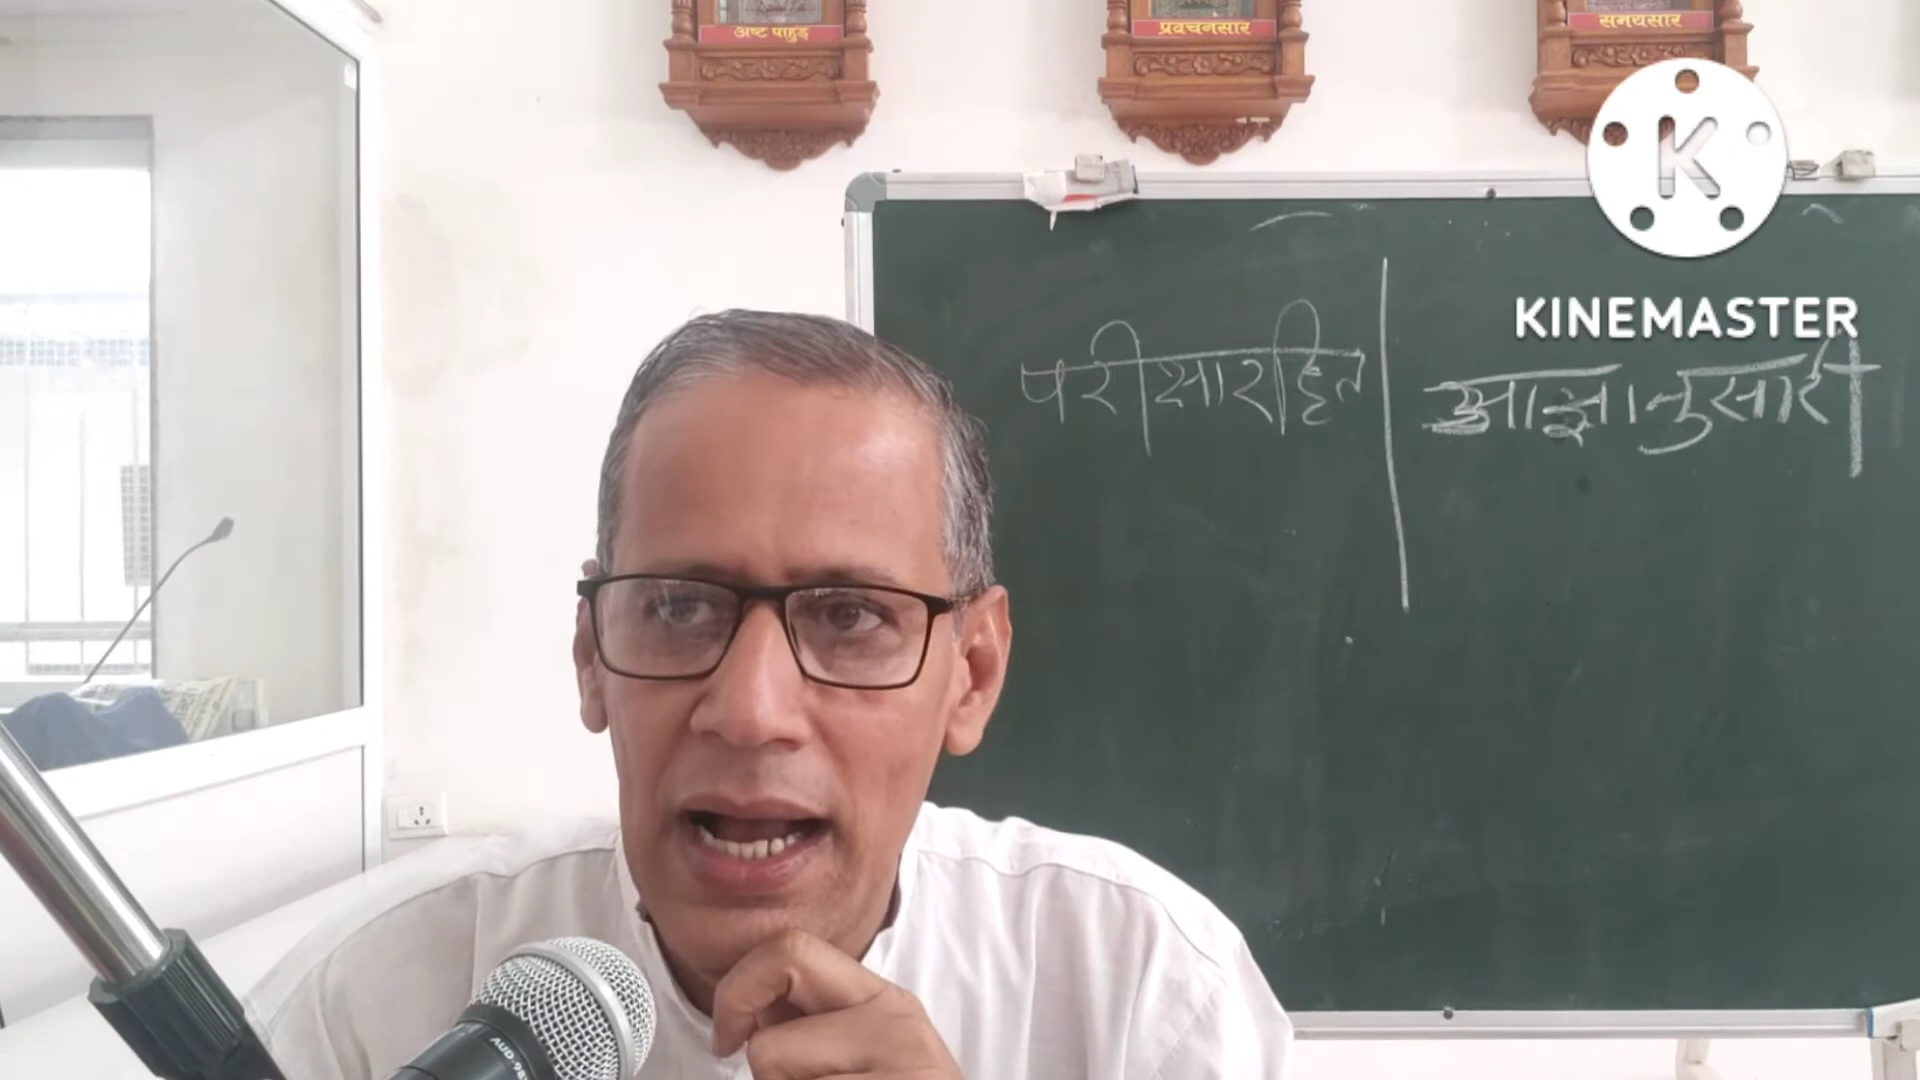 अष्ट पाहुड़
प्रवचनसार
समयसार
KINEMASTER
परीक्षारहित
आज्ञानुसारी